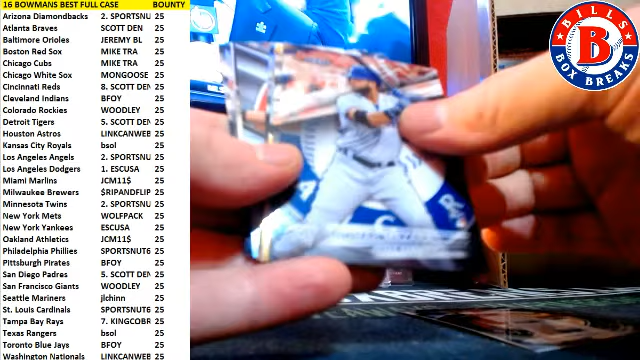 16 BOWMANS BEST FULL CASE BOUNTY
Arizona Diamondbacks 2. SPORTSNU 25
Atlanta Braves SCOTT DEN 25
Baltimore Orioles JEREMY BL 25
Boston Red Sox MIKE TRA 25
Chicago Cubs MIKE TRA 25
Chicago White Sox MONGOOSE 25
Cincinnati Reds 8. SCOTT DEN 25
Cleveland Indians BFOY 25
Colorado Rockies WOODLEY 25
Detroit Tigers 5. SCOTT DEN 25
Houston Astros LINKCANWEB 25
Kansas City Royals bsol 25
Los Angeles Angels 2. SPORTSNU 25
Los Angeles Dodgers 1. ESCUSA 25
Miami Marlins JCM11$ 25
Milwaukee Brewers $RIPANDFLIP 25
Minnesota Twins 2. SPORTSNU 25
New York Mets WOLFPACK 25
New York Yankees ESCUSA 25
Oakland Athletics JCM11$ 25
Philadelphia Phillies SPORTSNUT6 25
Pittsburgh Pirates BFOY 25
San Diego Padres 5. SCOTT DEN 25
San Francisco Giants WOODLEY 25
Seattle Mariners jlchinn 25
St. Louis Cardinals SPORTSNUT6 25
Tampa Bay Rays 7. KINGCOBR 25
Texas Rangers bsol 25
Toronto Blue Jays BFOY 25
Washington Nationals LINKCANWEB 25
BILLS
B
BOX BREAKS